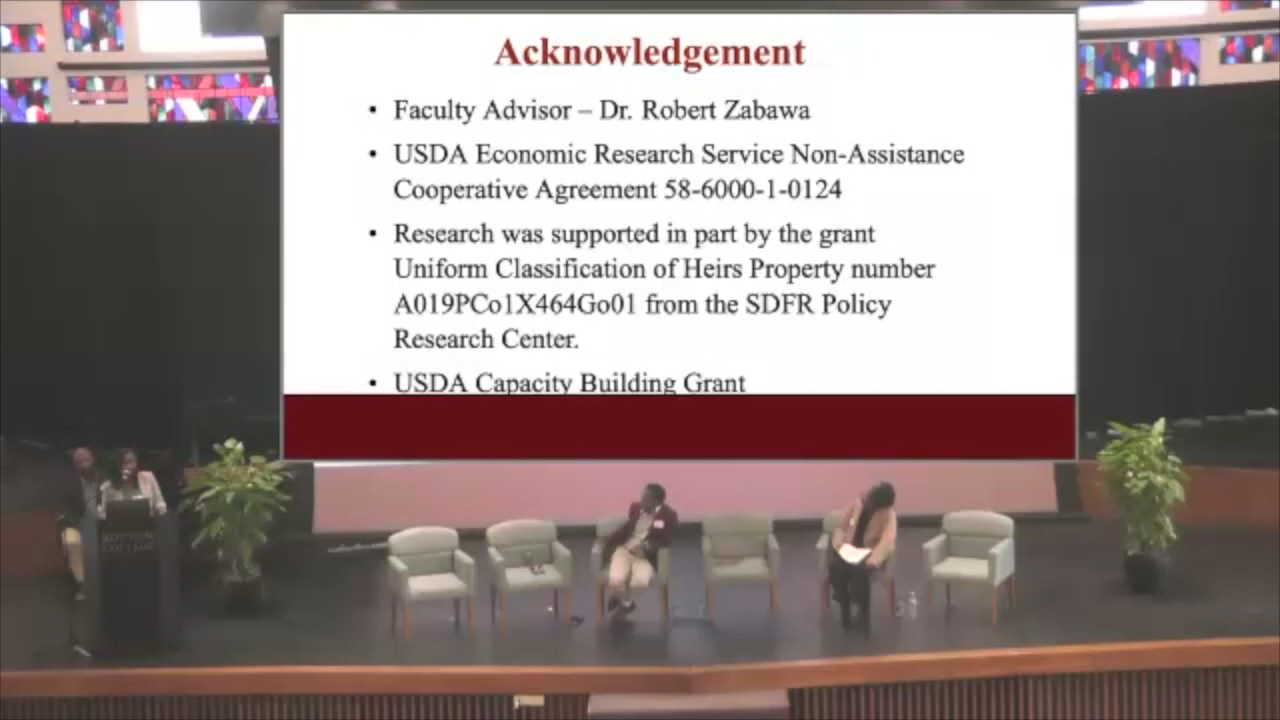 Acknowledgement
• Faculty Advisor – Dr. Robert Zabawa
• USDA Economic Research Service Non-Assistance
Cooperative Agreement 58-6000-1-0124
• Research was supported in part by the grant
Uniform Classification of Heirs Property number
A019PCo1X464Go01 from the SDFR Policy
Research Center.
• USDA Capacity Building Grant